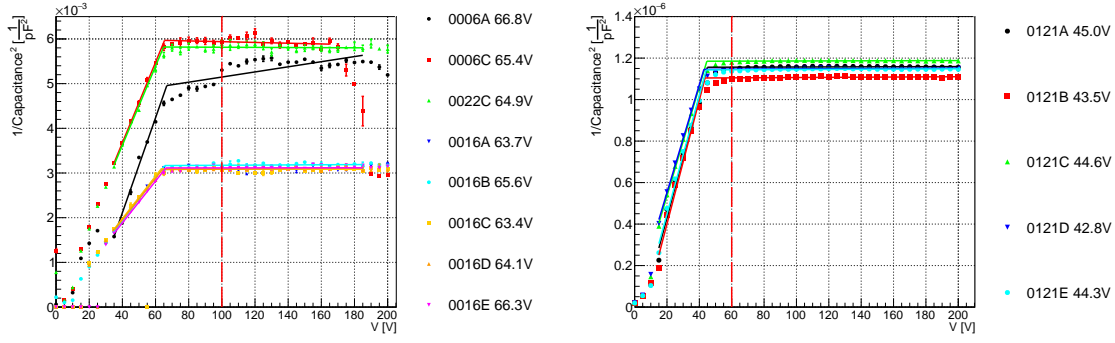 ×10⁻³
1/Capacitance² [1/pF²]
6
5
4
3
2
1
0
0 20 40 60 80 100 120 140 160 180 200
V [V]
0006A 66.8V
0006C 65.4V
0022C 64.9V
0016A 63.7V
0016B 65.6V
0016C 63.4V
0016D 64.1V
0016E 66.3V
×10⁻⁶
1/Capacitance² [1/pF²]
1.4
1.2
1.0
0.8
0.6
0.4
0.2
0
0 20 40 60 80 100 120 140 160 180 200
V [V]
0121A 45.0V
0121B 43.5V
0121C 44.6V
0121D 42.8V
0121E 44.3V